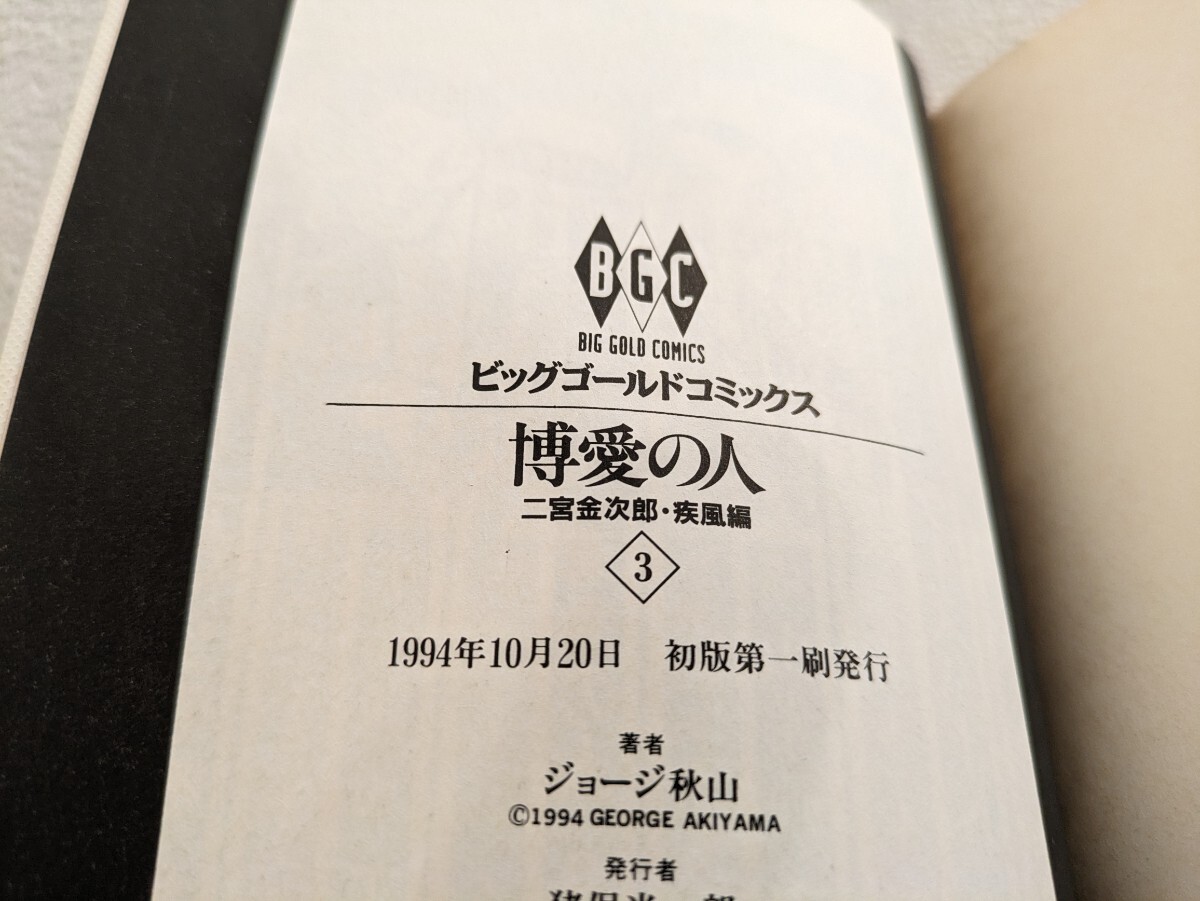 BGC
BIG GOLD COMICS
ビッグゴールドコミックス
博愛の人
二宮金次郎・疾風編
3
1994年10月20日 初版第一刷発行
著者
ジョージ秋山
©1994 GEORGE AKIYAMA
発行者